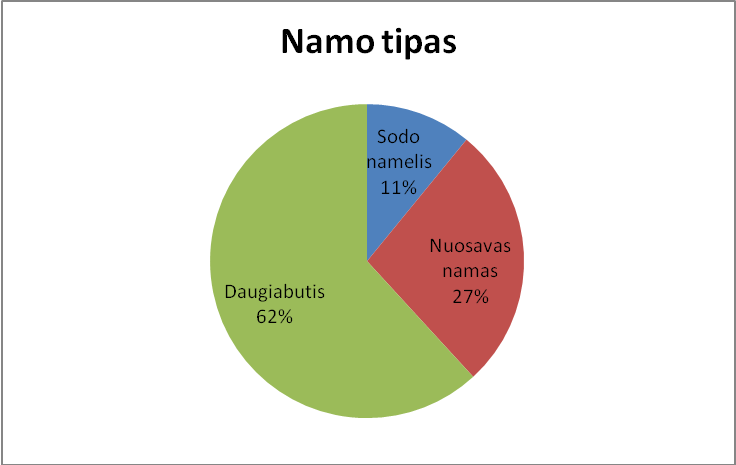 Namo tipas
Sodo
namelis
11%
Nuosavas
namas
27%
Daugiabutis
62%